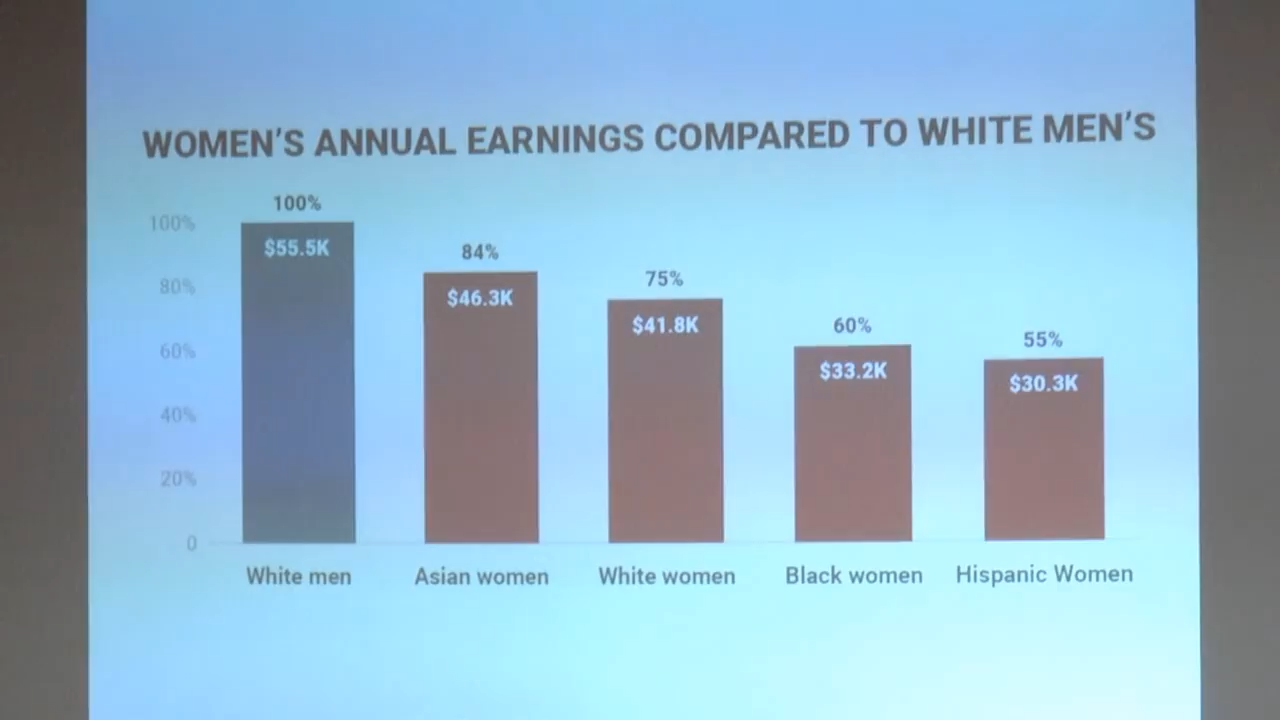 WOMEN'S ANNUAL EARNINGS COMPARED TO WHITE MEN'S
100%
80%
60%
40%
20%
0
100%
$55.5K
84%
$46.3K
75%
$41.8K
60%
$33.2K
55%
$30.3K
White men
Asian women
White women
Black women
Hispanic Women